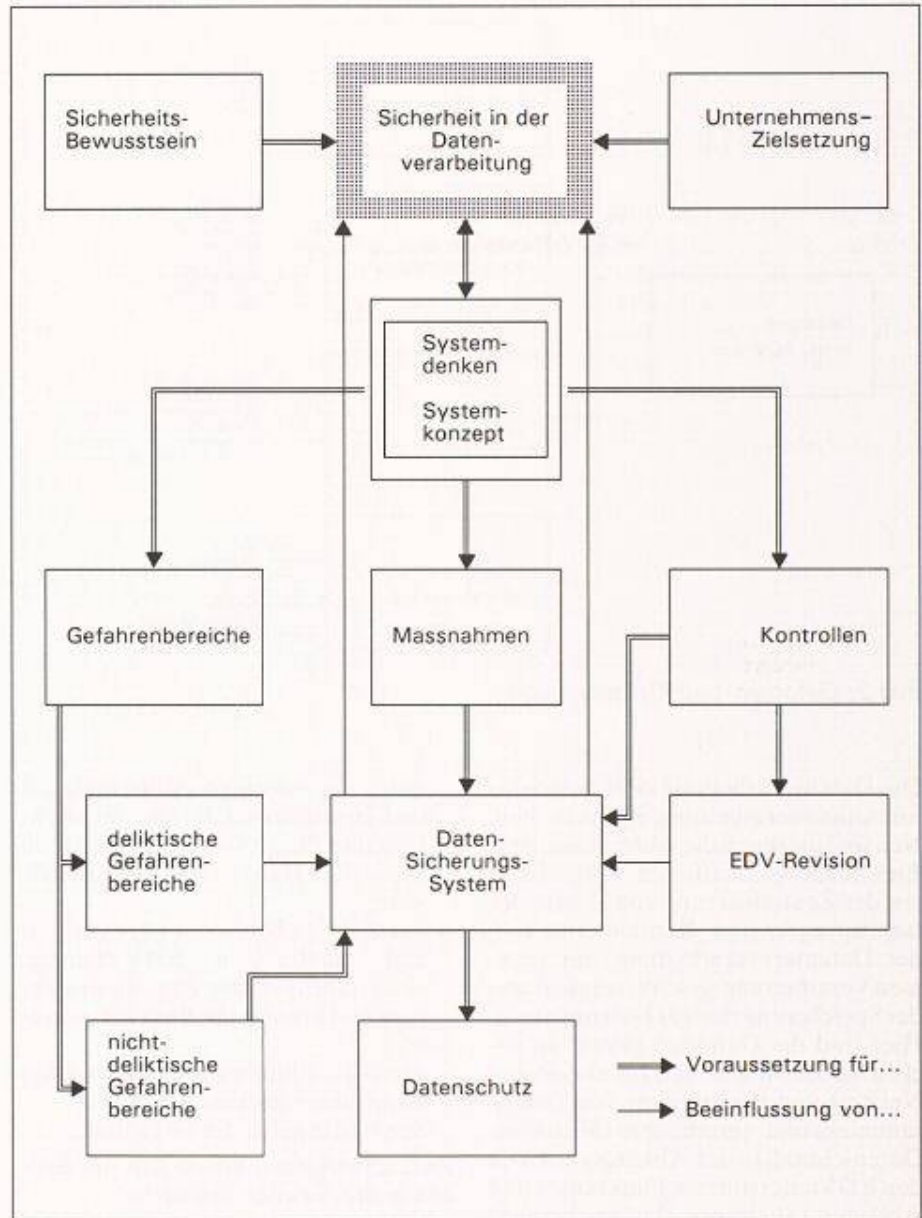 Sicherheits-
Bewusstsein
Sicherheit in der
Daten-
verarbeitung
Unternehmens-
Zielsetzung
System-
denken
System-
konzept
Gefahrenbereiche
Massnahmen
Kontrollen
deliktische
Gefahren-
bereiche
Daten-
Sicherungs-
System
EDV-Revision
nicht-
deliktische
Gefahren-
bereiche
Datenschutz
Voraussetzung für...
Beeinflussung von...